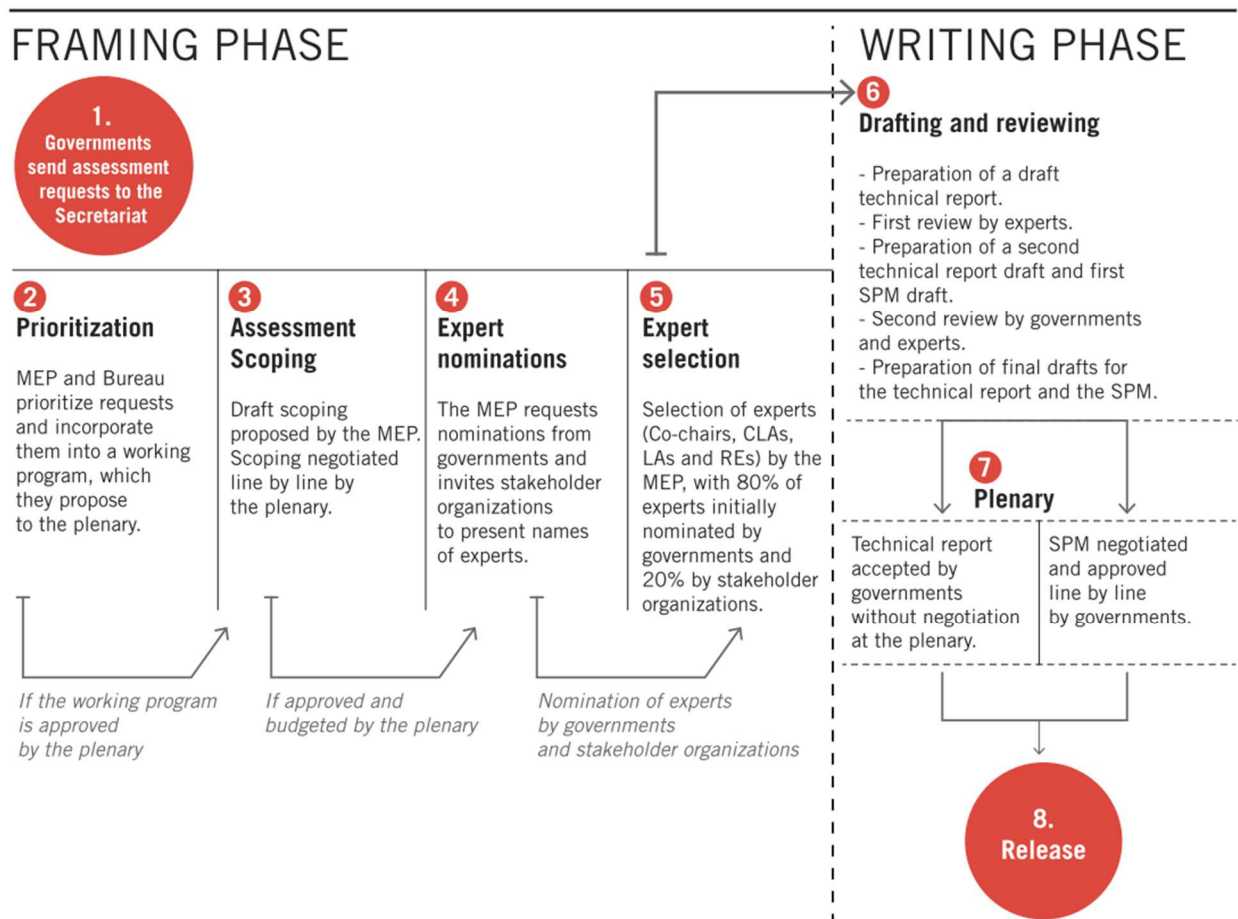 FRAMING PHASE
1.
Governments
send assessment
requests to the
Secretariat
2
Prioritization
MEP and Bureau
prioritize requests
and incorporate
them into a working
program, which
they propose
to the plenary.
If the working program
is approved
by the plenary
3
Assessment
Scoping
Draft scoping
proposed by the MEP.
Scoping negotiated
line by line by
the plenary.
If approved and
budgeted by the plenary
4
Expert
nominations
The MEP requests
nominations from
governments and
invites stakeholder
organizations
to present names
of experts.
Nomination of experts
by governments
and stakeholder organizations
5
Expert
selection
Selection of experts
(Co-chairs, CLAs,
LAs and REs) by the
MEP, with 80% of
experts initially
nominated by
governments and
20% by stakeholder
organizations.
WRITING PHASE
6
Drafting and reviewing
- Preparation of a draft
technical report.
- First review by experts.
- Preparation of a second
technical report draft and first
SPM draft.
- Second review by governments
and experts.
- Preparation of final drafts for
the technical report and the SPM.
7
Plenary
Technical report
accepted by
governments
without negotiation
at the plenary.
SPM negotiated
and approved
line by line
by governments.
8.
Release